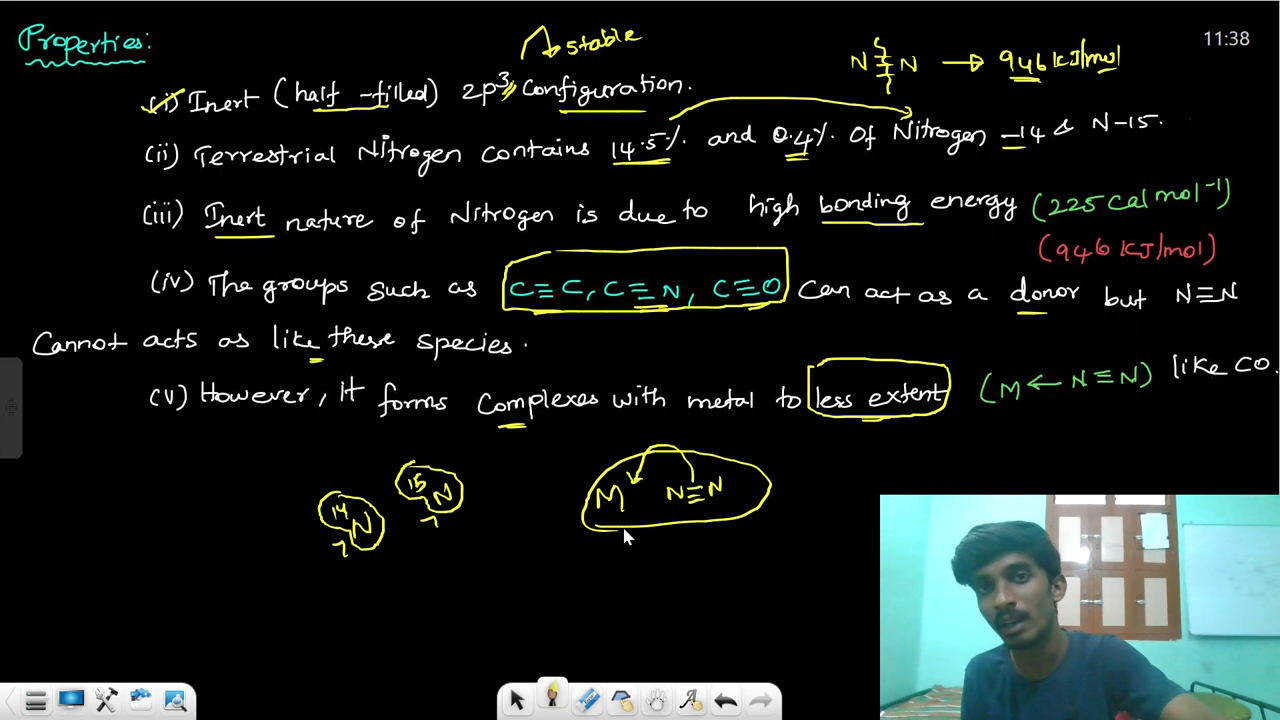 Properties:
stable
N≡N → 946 KJ/mol
11:38
(i) Inert (half-filled) 2p³ configuration.
(ii) Terrestrial Nitrogen contains 14.5% and 0.4% of Nitrogen -14 & N-15.
(iii) Inert nature of Nitrogen is due to high bonding energy (225 Cal mol⁻¹)
(946 KJ/mol)
(iv) The groups such as C≡C, C≡N, C≡O Can act as a donor but N≡N
Cannot acts as like these species.
(v) However, it forms complexes with metal to less extent (M←N≡N) like CO.
¹⁴₇N ¹⁵₇N M N≡N